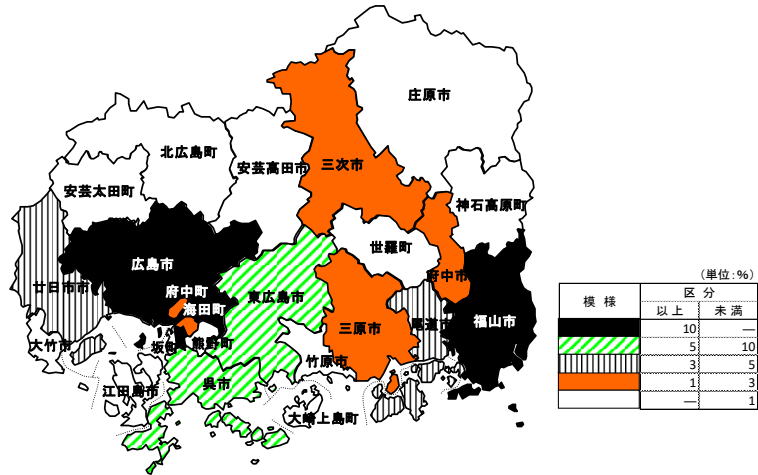 庄原市
北広島町
安芸高田市
三次市
安芸太田町
神石高原町
世羅町
広島市
府中市
廿日市市
府中町
東広島市
海田町
三原市
尾道市
福山市
大竹市
坂町
熊野町
竹原市
呉市
江田島市
大崎上島町
（単位：％）
模 様
区 分
以 上
未 満
10
―
5
10
3
5
1
3
―
1